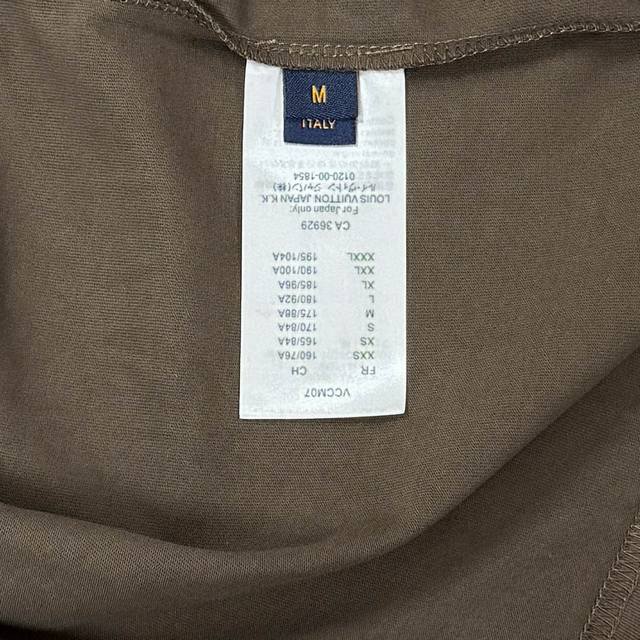 M
ITALY
VCCM07
FR CH
XXS 160/76A
XS 165/84A
S 170/84A
M 175/88A
L 180/92A
XL 185/96A
XXL 190/100A
XXXL 195/104A
CA 36929
For Japan only:
LOUIS VUITTON JAPAN K.K.
ルイ・ヴィトン ジャパン(株)
0120-00-1854